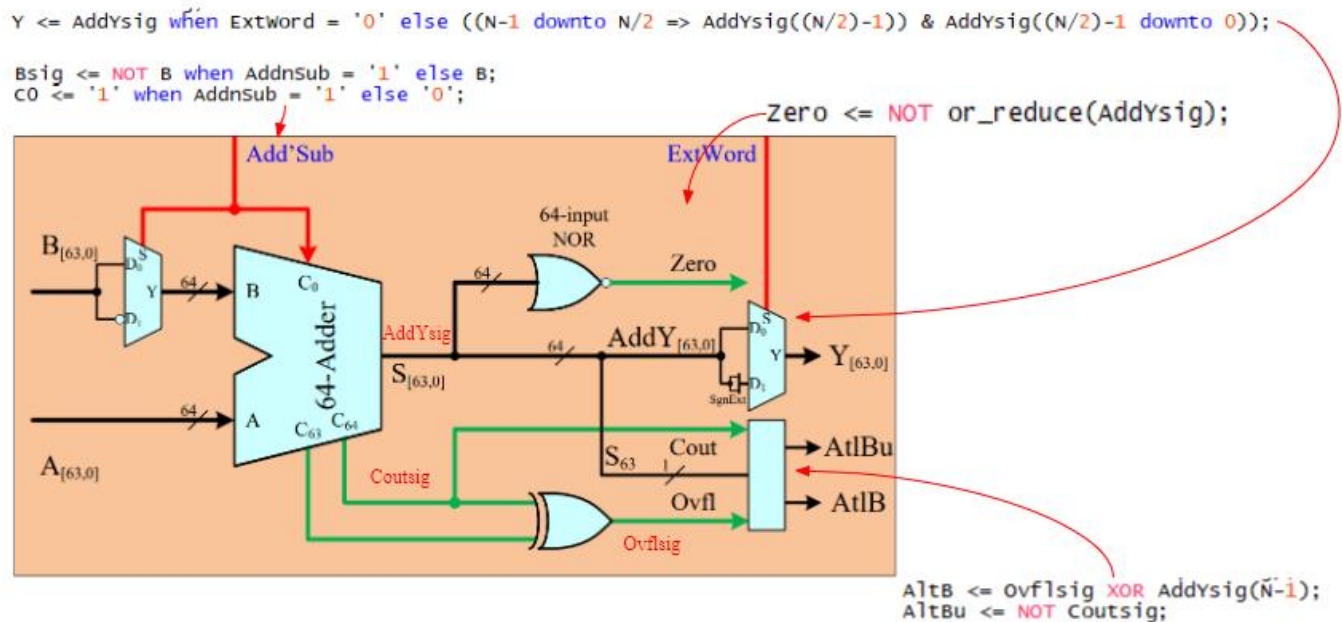 Y <= AddYsig when ExtWord = '0' else ((N-1 downto N/2 => AddYsig((N/2)-1)) & AddYsig((N/2)-1 downto 0));
Bsig <= NOT B when AddnSub = '1' else B;
C0 <= '1' when AddnSub = '1' else '0';
Zero <= NOT or_reduce(AddYsig);
Add'Sub
ExtWord
64-input
NOR
B[63,0]
S
D0
Y
D1
64
B
C0
64-Adder
AddYsig
S[63,0]
64
Zero
64
AddY[63,0]
S
D0
Y
D1
SgnExt
Y[63,0]
A[63,0]
64
A
C63
C64
Coutsig
S63
1
Cout
Ovfl
Ovflsig
AtlBu
AtlB
AltB <= Ovflsig XOR AddYsig(N-1);
AltBu <= NOT Coutsig;